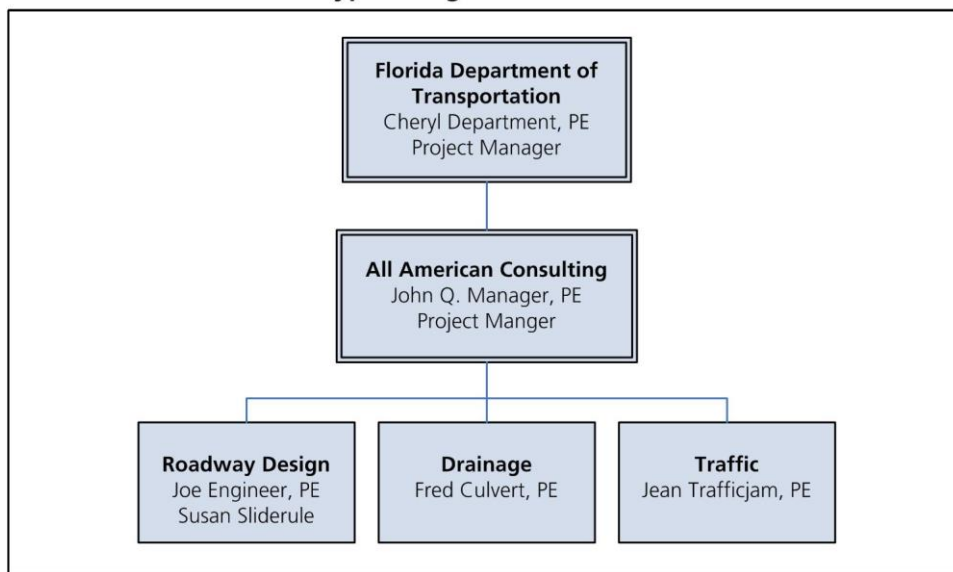 Florida Department of
Transportation
Cheryl Department, PE
Project Manager
All American Consulting
John Q. Manager, PE
Project Manger
Roadway Design
Joe Engineer, PE
Susan Sliderule
Drainage
Fred Culvert, PE
Traffic
Jean Trafficjam, PE